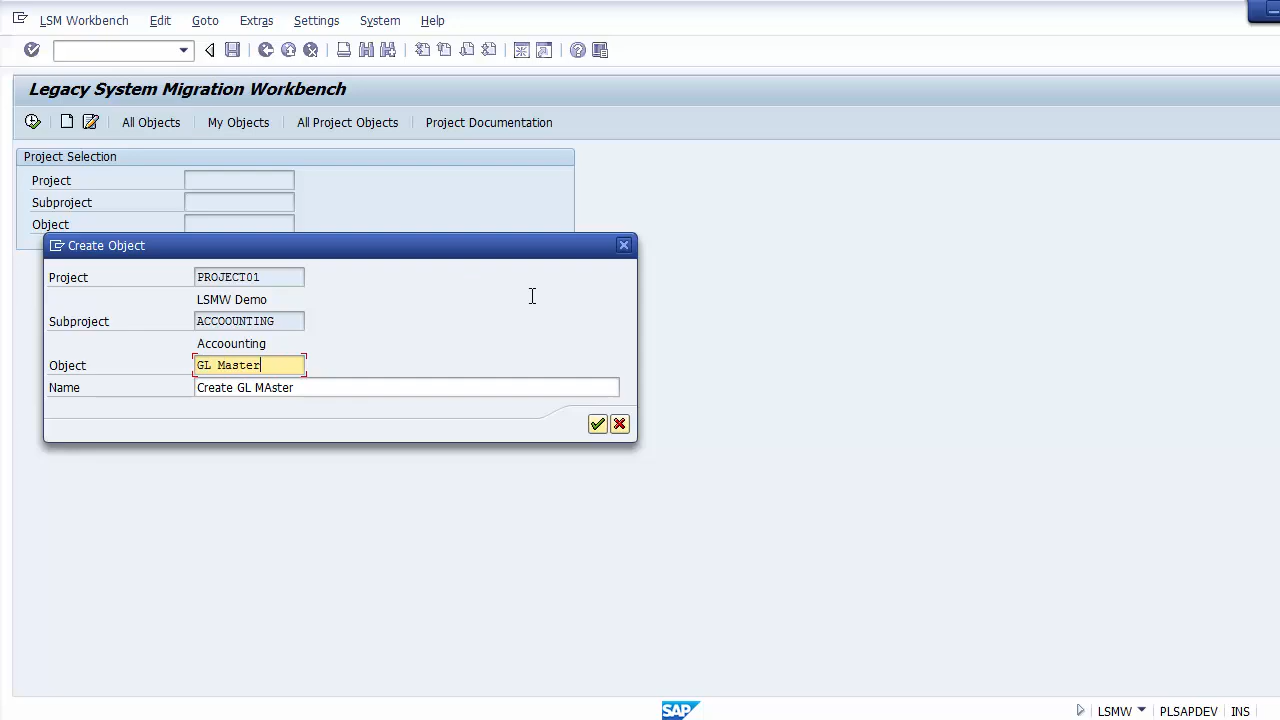 LSM Workbench Edit Goto Extras Settings System Help
Legacy System Migration Workbench
All Objects My Objects All Project Objects Project Documentation
Project Selection
Project
Subproject
Object
Create Object
Project PROJECT01
LSMW Demo
Subproject ACCOOUNTING
Accoounting
Object GL Master
Name Create GL MAster
SAP LSMW PLSAPDEV INS